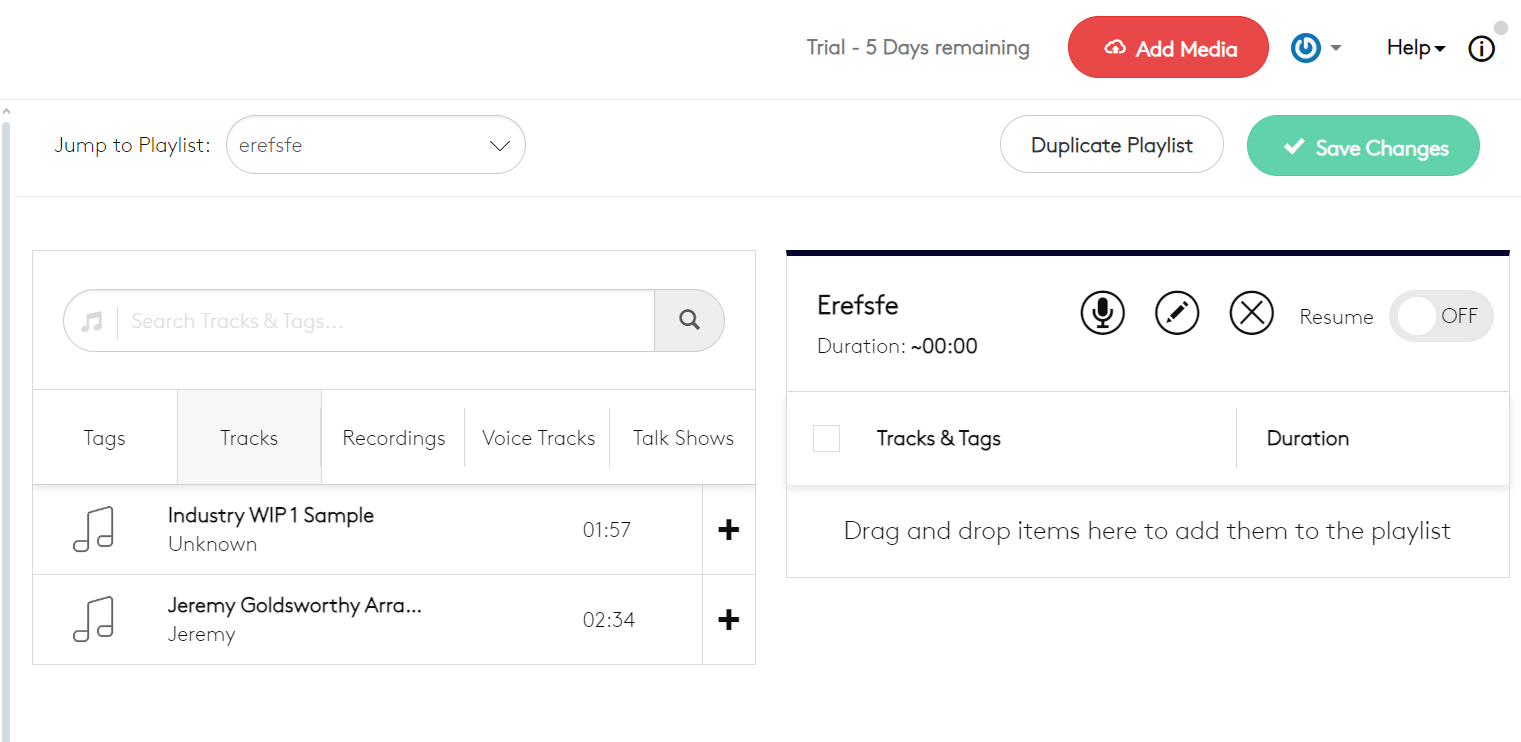 Trial - 5 Days remaining
Add Media
Help
Jump to Playlist:
erefsfe
Duplicate Playlist
Save Changes
Search Tracks & Tags...
Tags
Tracks
Recordings
Voice Tracks
Talk Shows
Industry WIP 1 Sample
Unknown
01:57
Jeremy Goldsworthy Arra...
Jeremy
02:34
Erefsfe
Duration: ~00:00
Resume
OFF
Tracks & Tags
Duration
Drag and drop items here to add them to the playlist